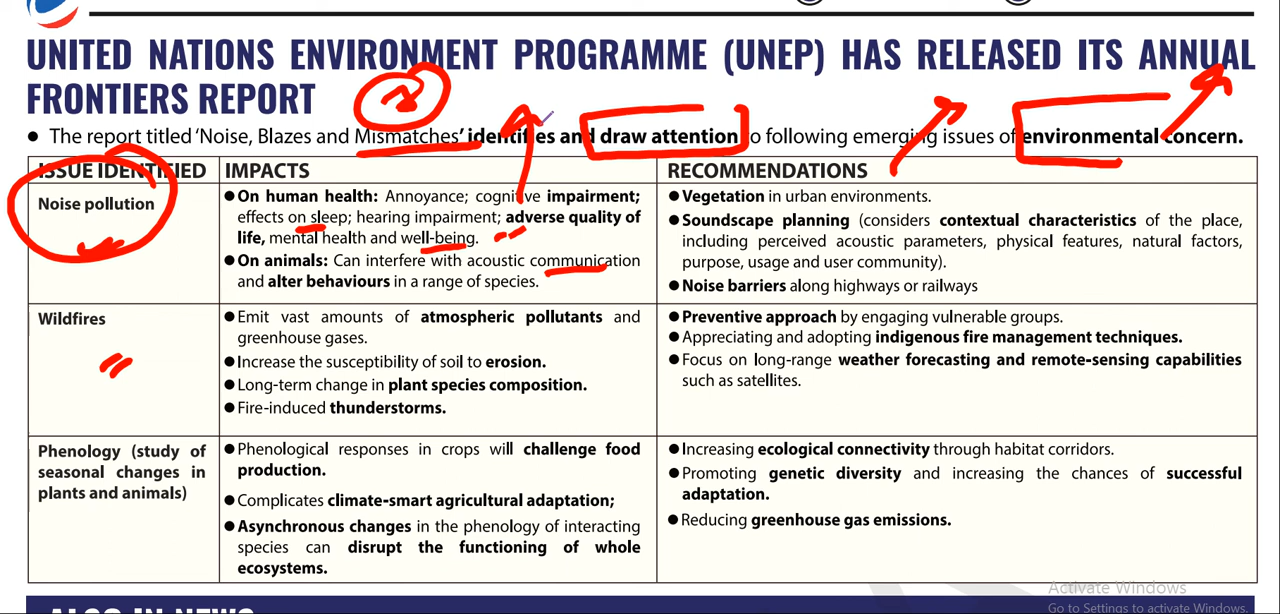 UNITED NATIONS ENVIRONMENT PROGRAMME (UNEP) HAS RELEASED ITS ANNUAL
FRONTIERS REPORT
● The report titled ‘Noise, Blazes and Mismatches’ identifies and draw attention to following emerging issues of environmental concern.
ISSUE IDENTIFIED IMPACTS RECOMMENDATIONS
Noise pollution
● On human health: Annoyance; cognitive impairment;
effects on sleep; hearing impairment; adverse quality of
life, mental health and well-being.
● On animals: Can interfere with acoustic communication
and alter behaviours in a range of species.
● Vegetation in urban environments.
● Soundscape planning (considers contextual characteristics of the place,
including perceived acoustic parameters, physical features, natural factors,
purpose, usage and user community).
● Noise barriers along highways or railways
Wildfires
● Emit vast amounts of atmospheric pollutants and
greenhouse gases.
● Increase the susceptibility of soil to erosion.
● Long-term change in plant species composition.
● Fire-induced thunderstorms.
● Preventive approach by engaging vulnerable groups.
● Appreciating and adopting indigenous fire management techniques.
● Focus on long-range weather forecasting and remote-sensing capabilities
such as satellites.
Phenology (study of
seasonal changes in
plants and animals)
● Phenological responses in crops will challenge food
production.
● Complicates climate-smart agricultural adaptation;
● Asynchronous changes in the phenology of interacting
species can disrupt the functioning of whole
ecosystems.
● Increasing ecological connectivity through habitat corridors.
● Promoting genetic diversity and increasing the chances of successful
adaptation.
● Reducing greenhouse gas emissions.
Activate Windows
Go to Settings to activate Windows.
ALSO IN NEWS